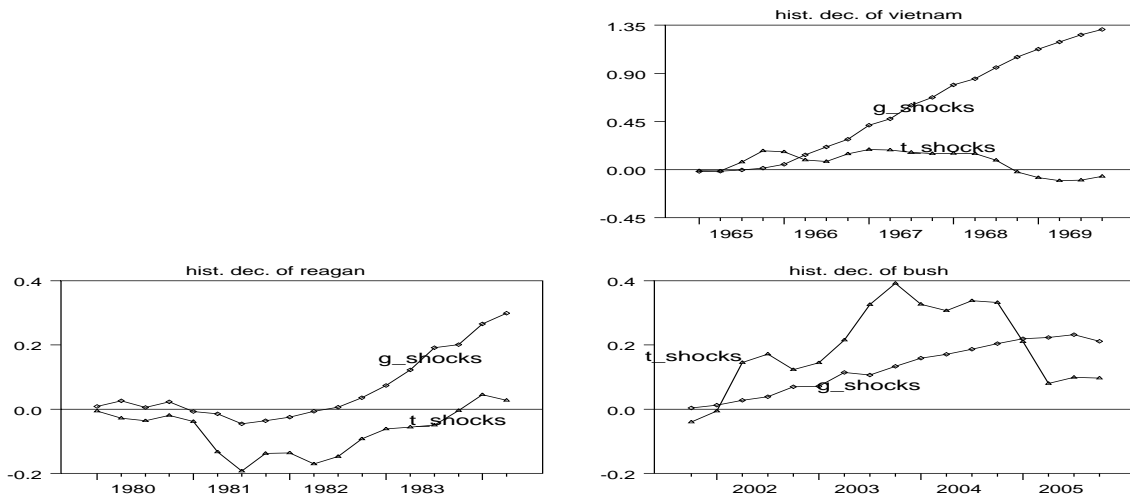 hist. dec. of vietnam
1.35
0.90
0.45
0.00
-0.45
g_shocks
t_shocks
1965 1966 1967 1968 1969
hist. dec. of reagan
0.4
0.2
0.0
-0.2
g_shocks
t_shocks
1980 1981 1982 1983
hist. dec. of bush
0.4
0.2
0.0
-0.2
t_shocks
g_shocks
2002 2003 2004 2005